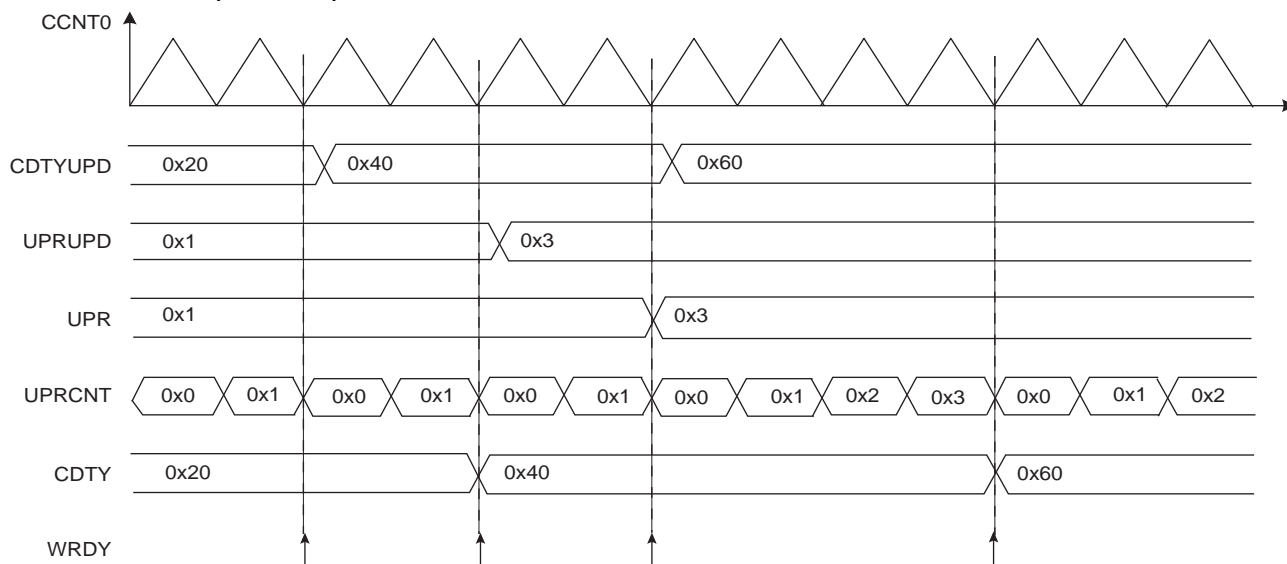 CCNT0
CDTYUPD 0x20 0x40 0x60
UPRUPD 0x1 0x3
UPR 0x1 0x3
UPRCNT 0x0 0x1 0x0 0x1 0x0 0x1 0x0 0x1 0x2 0x3 0x0 0x1 0x2
CDTY 0x20 0x40 0x60
WRDY